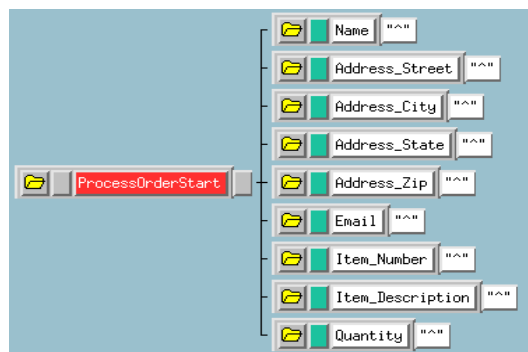 Name "^"
Address_Street "^"
Address_City "^"
Address_State "^"
ProcessOrderStart
Address_Zip "^"
Email "^"
Item_Number "^"
Item_Description "^"
Quantity "^"